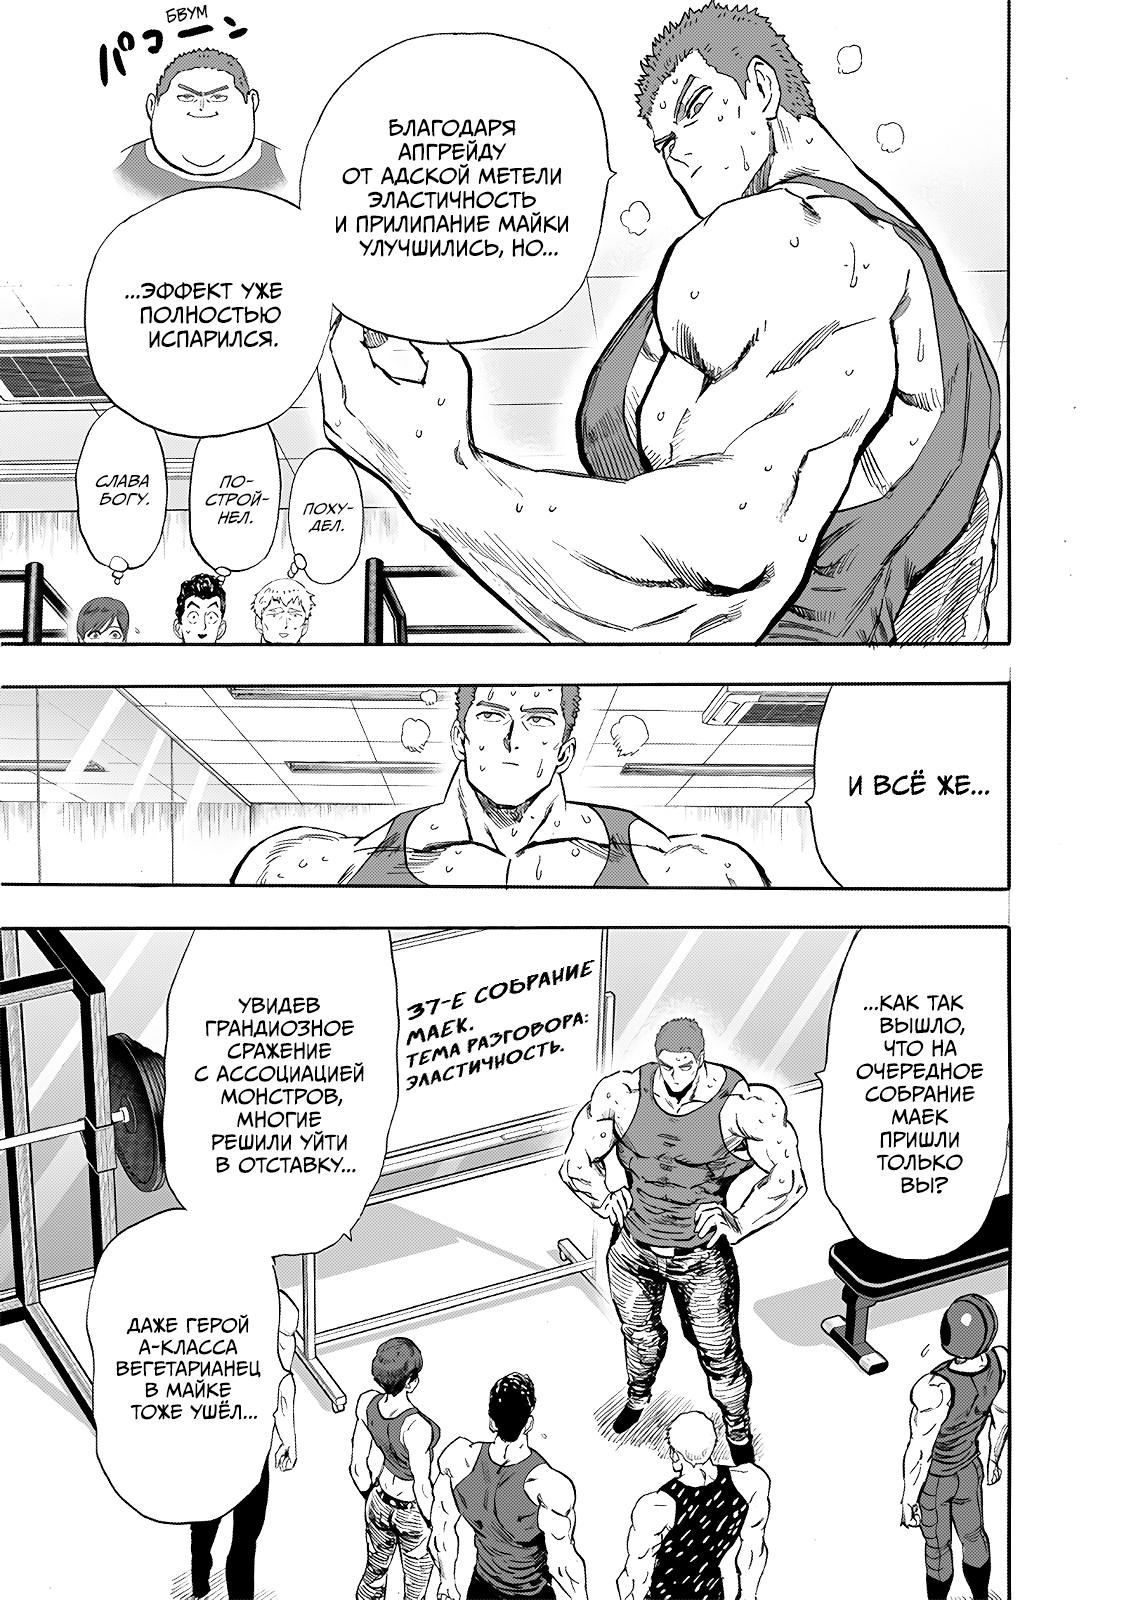 БВУМ
パコーン
БЛАГОДАРЯ
АПГРЕЙДУ
ОТ АДСКОЙ МЕТЕЛИ
ЭЛАСТИЧНОСТЬ
И ПРИЛИПАНИЕ МАЙКИ
УЛУЧШИЛИСЬ, НО...
...ЭФФЕКТ УЖЕ
ПОЛНОСТЬЮ
ИСПАРИЛСЯ.
ПОХУ-
ДЕЛ.
ПО-
СТРОЙ-
НЕЛ.
СЛАВА
БОГУ.
И ВСЁ ЖЕ...
...КАК ТАК
ВЫШЛО,
ЧТО НА
ОЧЕРЕДНОЕ
СОБРАНИЕ
МАЕК
ПРИШЛИ
ТОЛЬКО
ВЫ?
37-Е СОБРАНИЕ
МАЕК.
ТЕМА РАЗГОВОРА:
ЭЛАСТИЧНОСТЬ.
УВИДЕВ
ГРАНДИОЗНОЕ
СРАЖЕНИЕ
С АССОЦИАЦИЕЙ
МОНСТРОВ,
МНОГИЕ
РЕШИЛИ УЙТИ
В ОТСТАВКУ...
ДАЖЕ ГЕРОЙ
А-КЛАССА
ВЕГЕТАРИАНЕЦ
В МАЙКЕ
ТОЖЕ УШЁЛ...